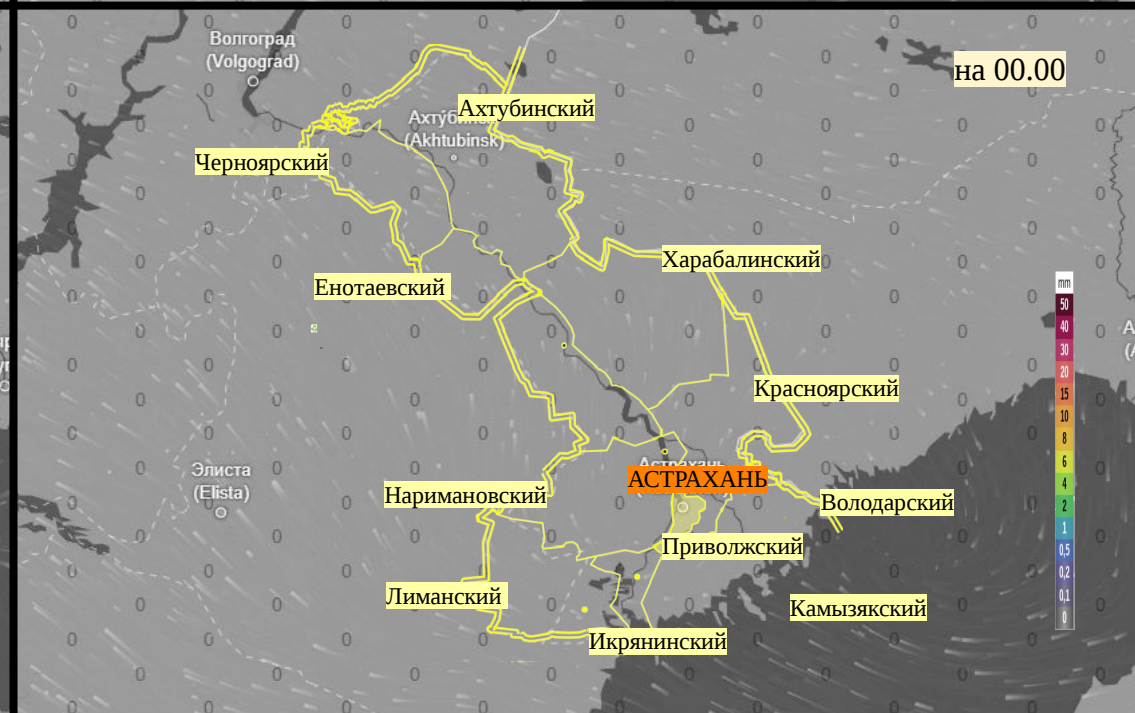 Волгоград
(Volgograd)
на 00.00
Ахтубинский
(Akhtubinsk)
Черноярский
Харабалинский
Енотаевский
mm
50
40
30
20
15
10
8
6
4
2
1
0,5
0,2
0,1
0
Красноярский
Элиста
(Elista)
Астрахань
АСТРАХАНЬ
Наримановский
Володарский
Приволжский
Лиманский
Камызякский
Икрянинский